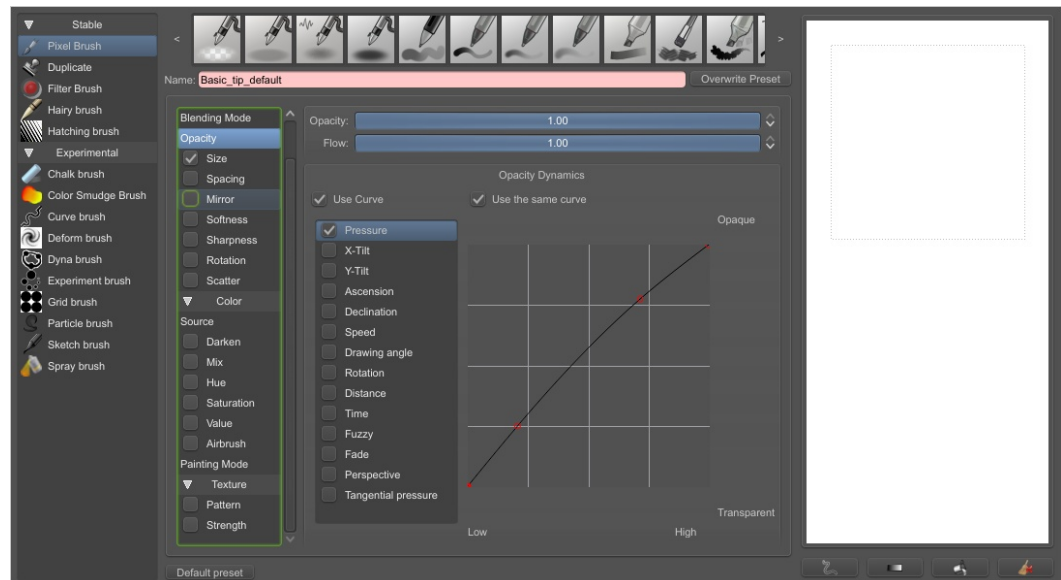 Stable
Pixel Brush
Duplicate
Filter Brush
Hairy brush
Hatching brush
Experimental
Chalk brush
Color Smudge Brush
Curve brush
Deform brush
Dyna brush
Experiment brush
Grid brush
Particle brush
Sketch brush
Spray brush
<
>
Name: Basic_tip_default
Overwrite Preset
Blending Mode
Opacity
Size
Spacing
Mirror
Softness
Sharpness
Rotation
Scatter
Color
Source
Darken
Mix
Hue
Saturation
Value
Airbrush
Painting Mode
Texture
Pattern
Strength
Opacity: 1.00
Flow: 1.00
Opacity Dynamics
Use Curve
Use the same curve
Pressure
X-Tilt
Y-Tilt
Ascension
Declination
Speed
Drawing angle
Rotation
Distance
Time
Fuzzy
Fade
Perspective
Tangential pressure
Opaque
Transparent
Low
High
Default preset